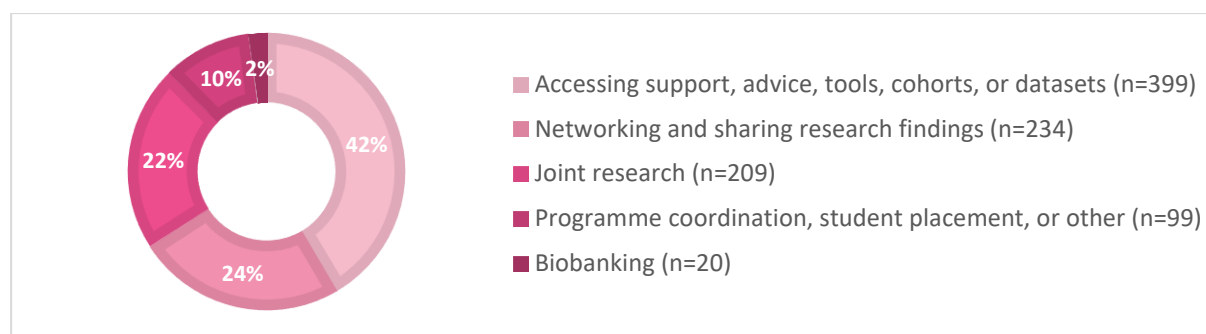 10%
2%
42%
22%
24%
Accessing support, advice, tools, cohorts, or datasets (n=399)
Networking and sharing research findings (n=234)
Joint research (n=209)
Programme coordination, student placement, or other (n=99)
Biobanking (n=20)